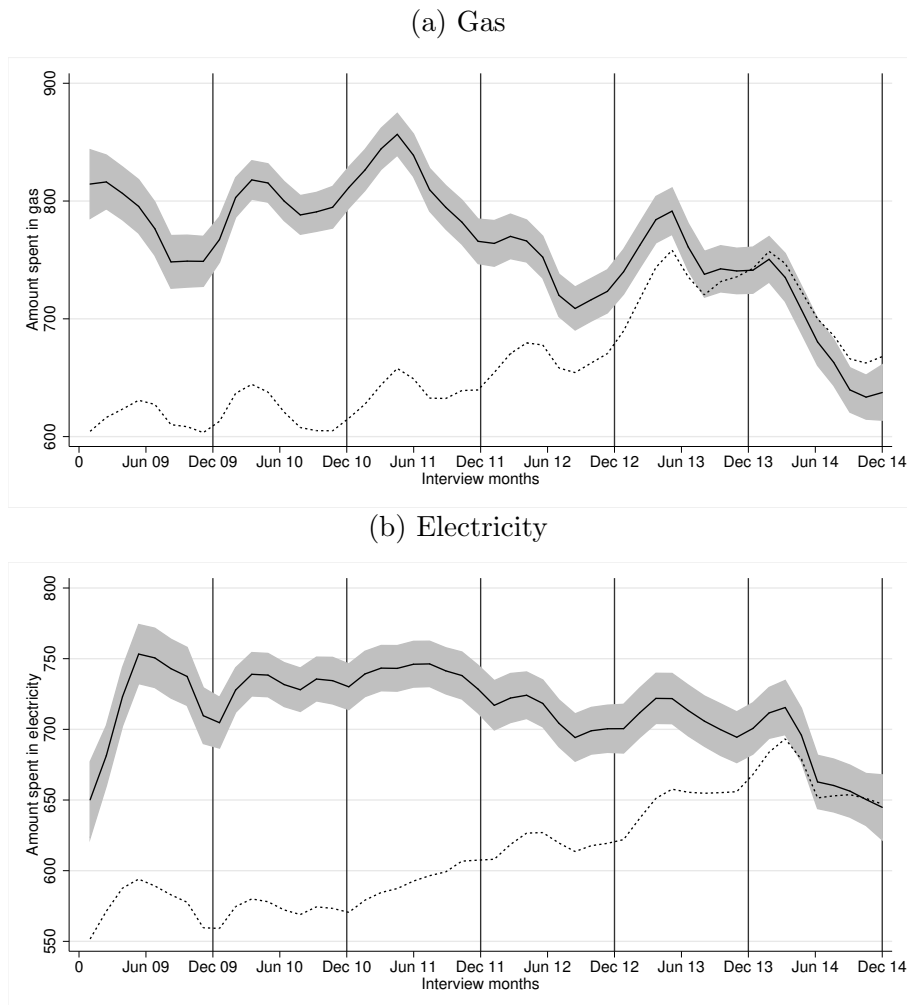 (a) Gas
900
800
700
600
Amount spent in gas
0 Jun 09 Dec 09 Jun 10 Dec 10 Jun 11 Dec 11 Jun 12 Dec 12 Jun 13 Dec 13 Jun 14 Dec 14
Interview months
(b) Electricity
800
750
700
650
600
550
Amount spent in electricity
0 Jun 09 Dec 09 Jun 10 Dec 10 Jun 11 Dec 11 Jun 12 Dec 12 Jun 13 Dec 13 Jun 14 Dec 14
Interview months